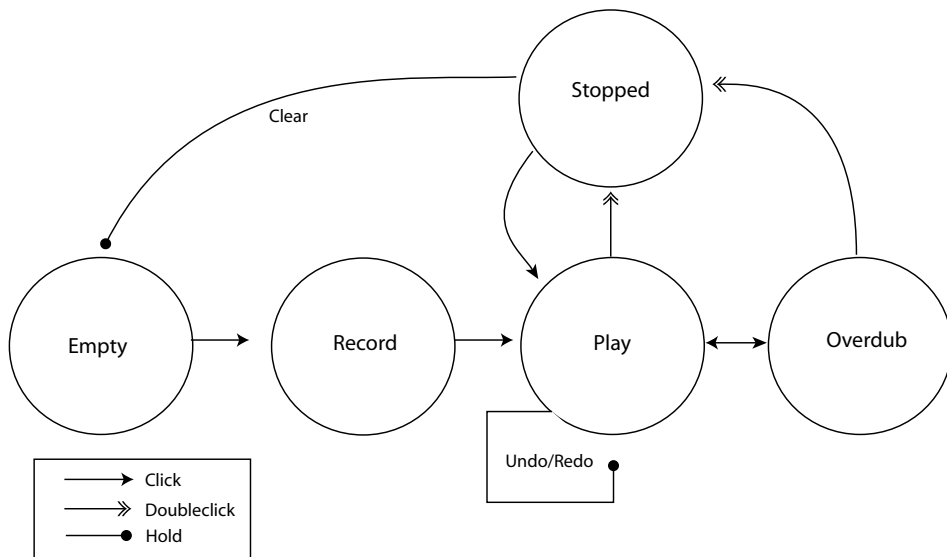 Stopped
Clear
Empty
Record
Play
Overdub
Undo/Redo
Click
Doubleclick
Hold